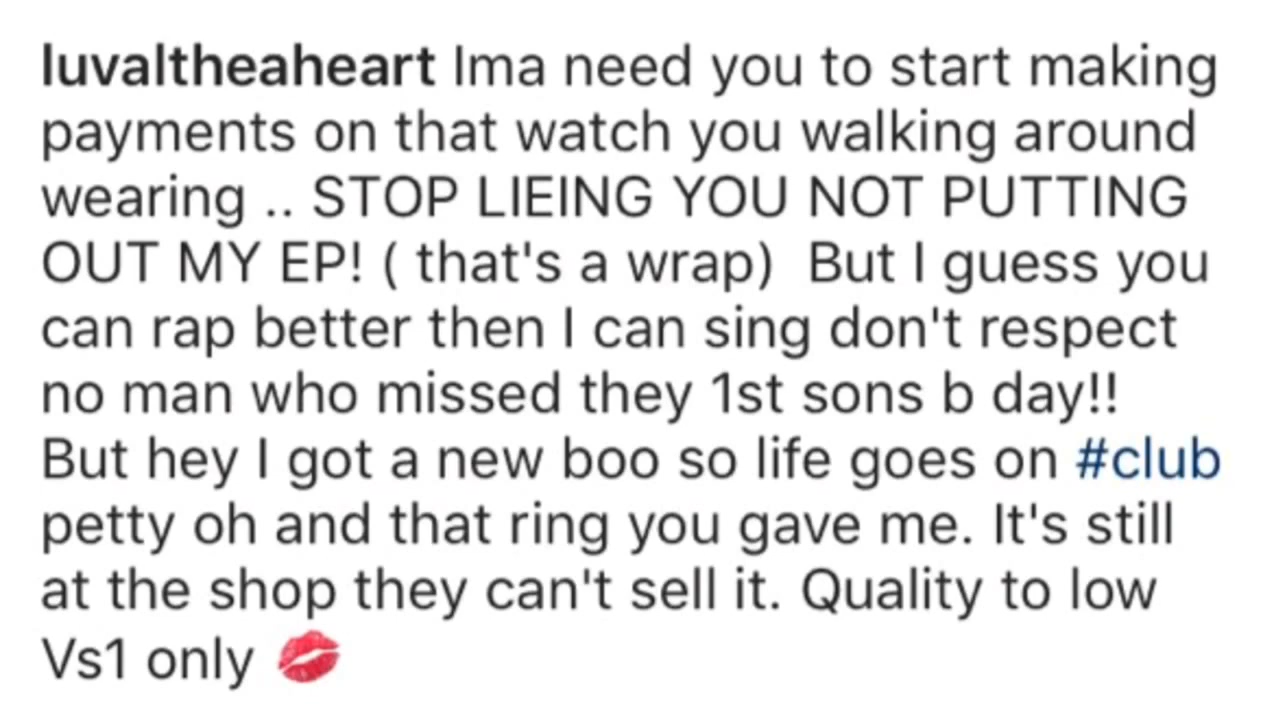 luvaltheaheart Ima need you to start making
payments on that watch you walking around
wearing .. STOP LIEING YOU NOT PUTTING
OUT MY EP! ( that's a wrap)  But I guess you
can rap better then I can sing don't respect
no man who missed they 1st sons b day!!
But hey I got a new boo so life goes on #club
petty oh and that ring you gave me. It's still
at the shop they can't sell it. Quality to low
Vs1 only 💋